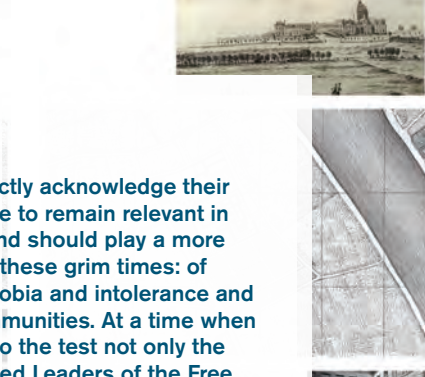 ctly acknowledge their
e to remain relevant in
nd should play a more
these grim times: of
obia and intolerance and
munities. At a time when
o the test not only the
ed Leaders of the Free